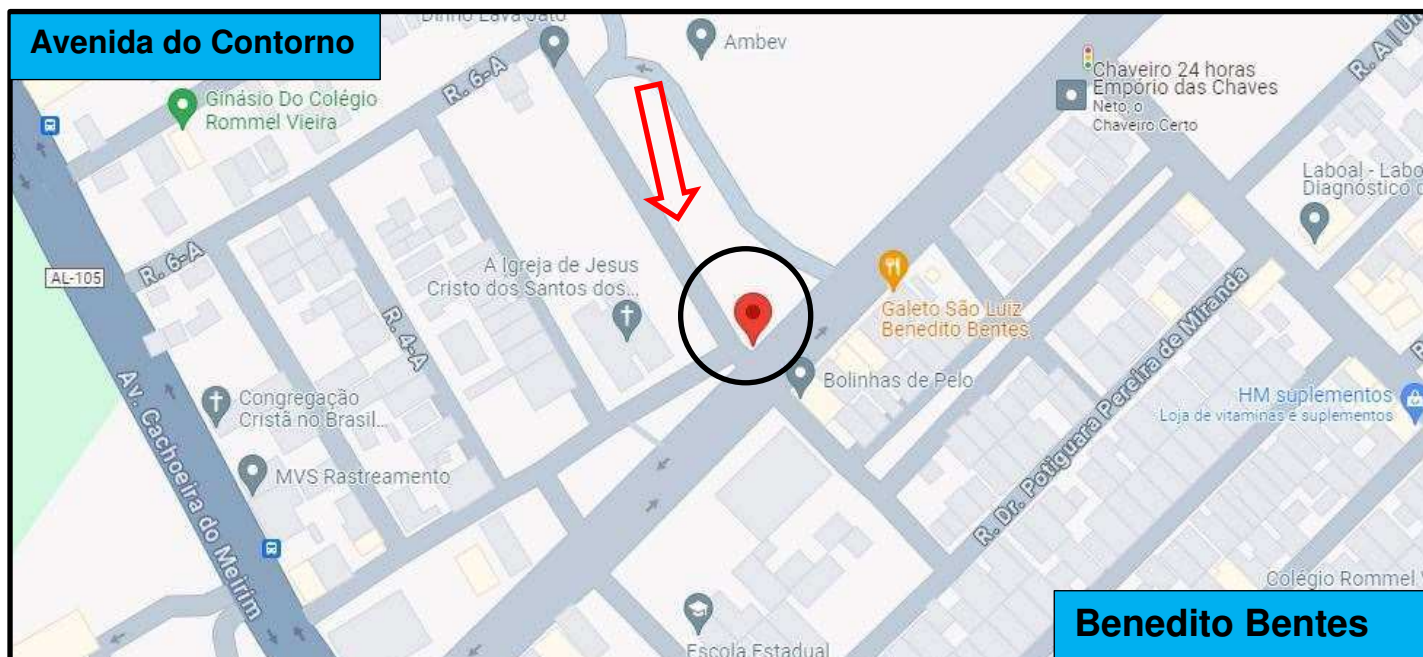 Avenida do Contorno
Dinho Lava Jato
Ambev
Chaveiro 24 horas
Empório das Chaves
Neto, o
Chaveiro Certo
R. A
Ginásio Do Colégio
Rommel Vieira
R. 6-A
Laboal - Labo
Diagnóstico
AL-105
R. 6-A
A Igreja de Jesus
Cristo dos Santos dos...
R. 4-A
Galeto São Luiz
Benedito Bentes
R. Dr. Potiguara Pereira de Miranda
Bolinhas de Pelo
HM suplementos
Loja de vitaminas e suplementos
Av. Cachoeira do Meirim
Congregação
Cristã no Brasil...
MVS Rastreamento
Colégio Rommel
Escola Estadual
Benedito Bentes